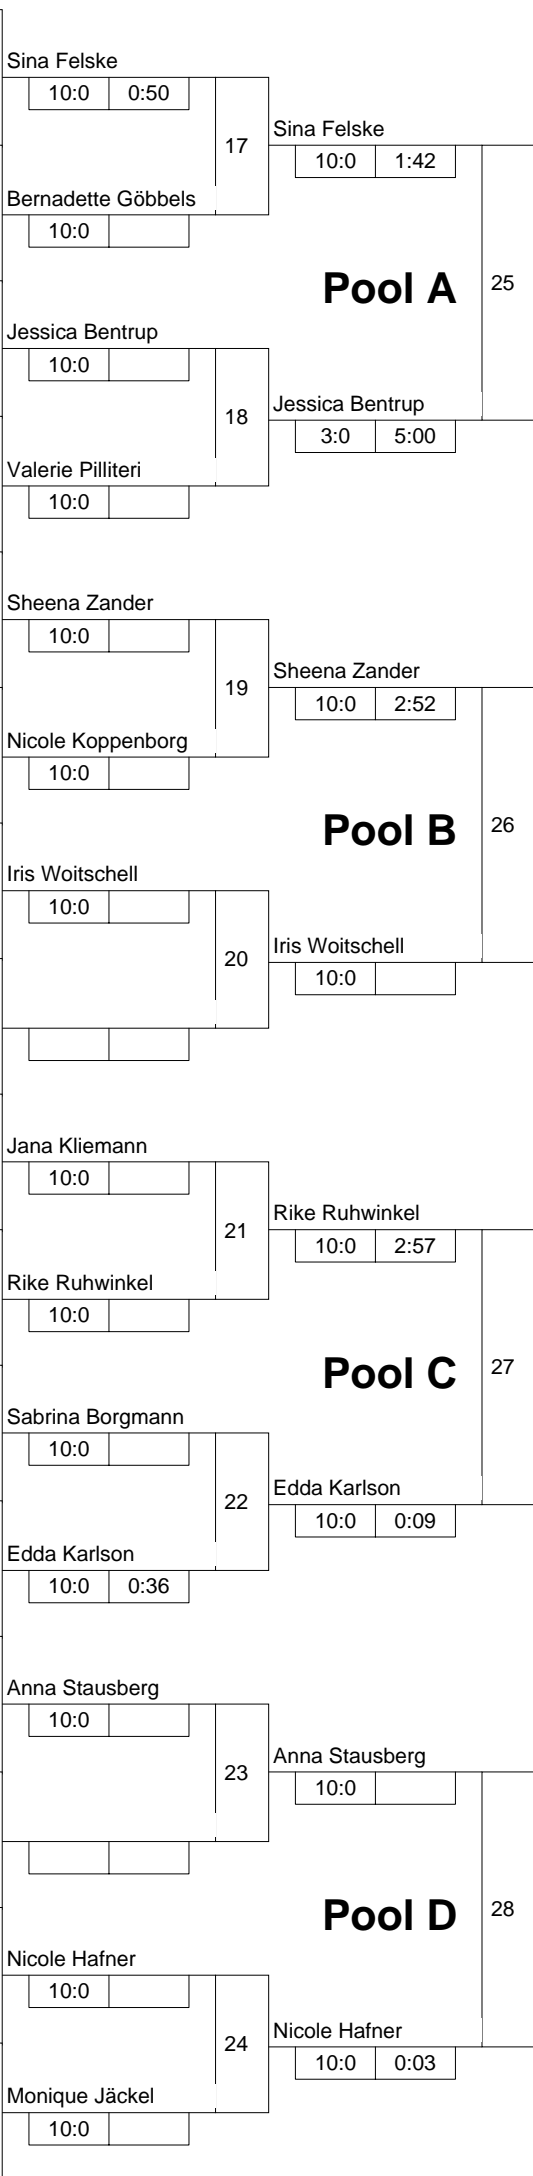 Sina Felske
10:0 0:50
17
Sina Felske
10:0 1:42
Bernadette Göbbels
10:0
Pool A
25
Jessica Bentrup
10:0
18
Jessica Bentrup
3:0 5:00
Valerie Pilliteri
10:0
Sheena Zander
10:0
19
Sheena Zander
10:0 2:52
Nicole Koppenborg
10:0
Pool B
26
Iris Woitschell
10:0
20
Iris Woitschell
10:0
Jana Kliemann
10:0
21
Rike Ruhwinkel
10:0 2:57
Rike Ruhwinkel
10:0
Pool C
27
Sabrina Borgmann
10:0
22
Edda Karlson
10:0 0:09
Edda Karlson
10:0 0:36
Anna Stausberg
10:0
23
Anna Stausberg
10:0
Pool D
28
Nicole Hafner
10:0
24
Nicole Hafner
10:0 0:03
Monique Jäckel
10:0